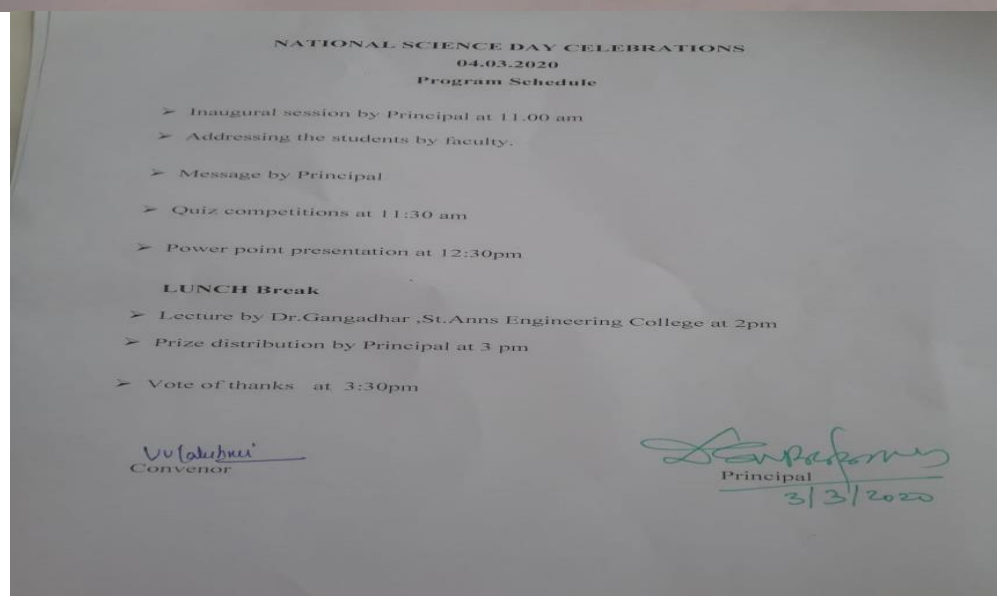 NATIONAL SCIENCE DAY CELEBRATIONS
04.03.2020
Program Schedule
➢ Inaugural session by Principal at 11.00 am
➢ Addressing the students by faculty.
➢ Message by Principal
➢ Quiz competitions at 11:30 am
➢ Power point presentation at 12:30pm
LUNCH Break
➢ Lecture by Dr.Gangadhar ,St.Anns Engineering College at 2pm
➢ Prize distribution by Principal at 3 pm
➢ Vote of thanks at 3:30pm
Convenor
Principal
3/3/2020